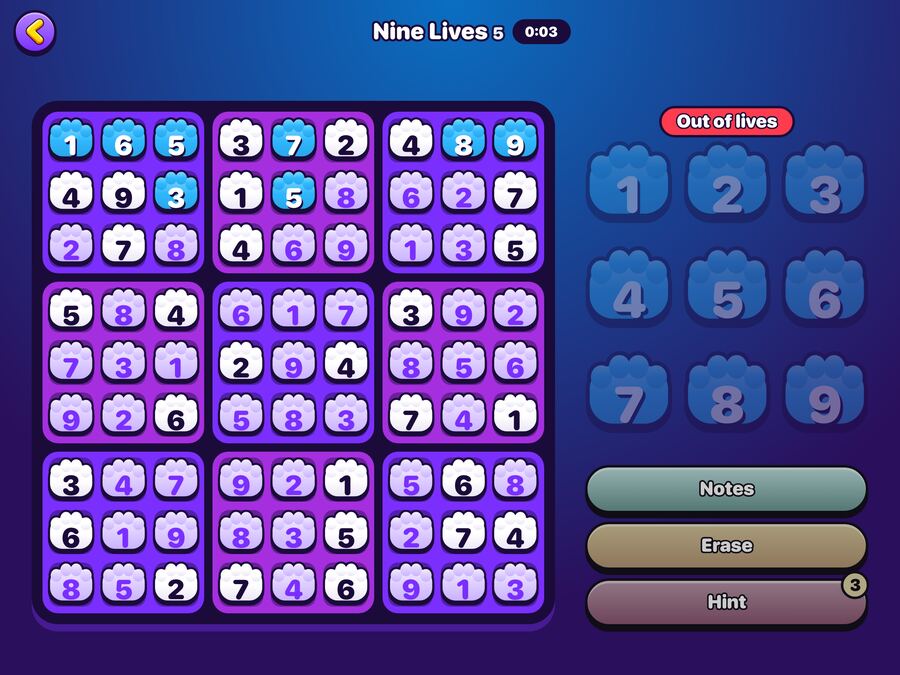 Nine Lives 5 0:03
Out of lives
1 6 5 3 7 2 4 8 9
4 9 3 1 5 8 6 2 7
2 7 8 4 6 9 1 3 5
5 8 4 6 1 7 3 9 2
7 3 1 2 9 4 8 5 6
9 2 6 5 8 3 7 4 1
3 4 7 9 2 1 5 6 8
6 1 9 8 3 5 2 7 4
8 5 2 7 4 6 9 1 3
1 2 3
4 5 6
7 8 9
Notes
Erase
Hint 3